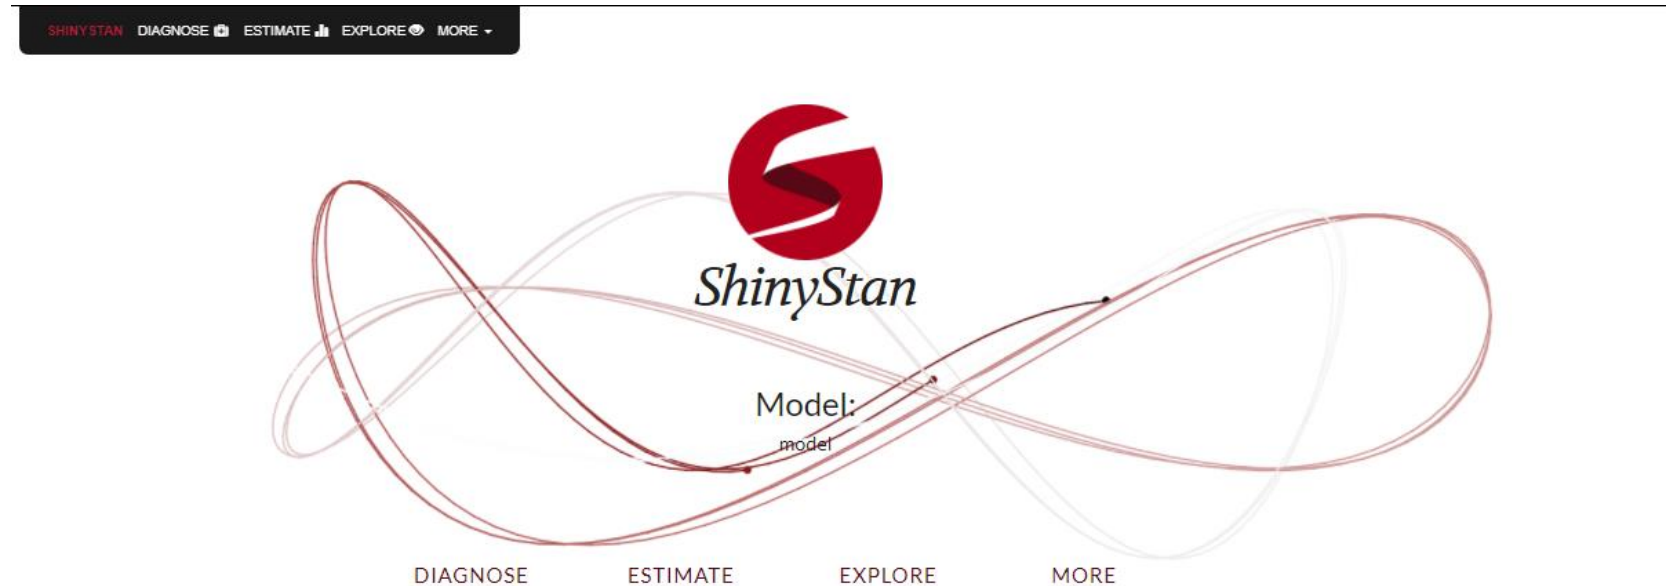 SHINYSTAN DIAGNOSE ESTIMATE EXPLORE MORE
ShinyStan
Model:
model
DIAGNOSE ESTIMATE EXPLORE MORE